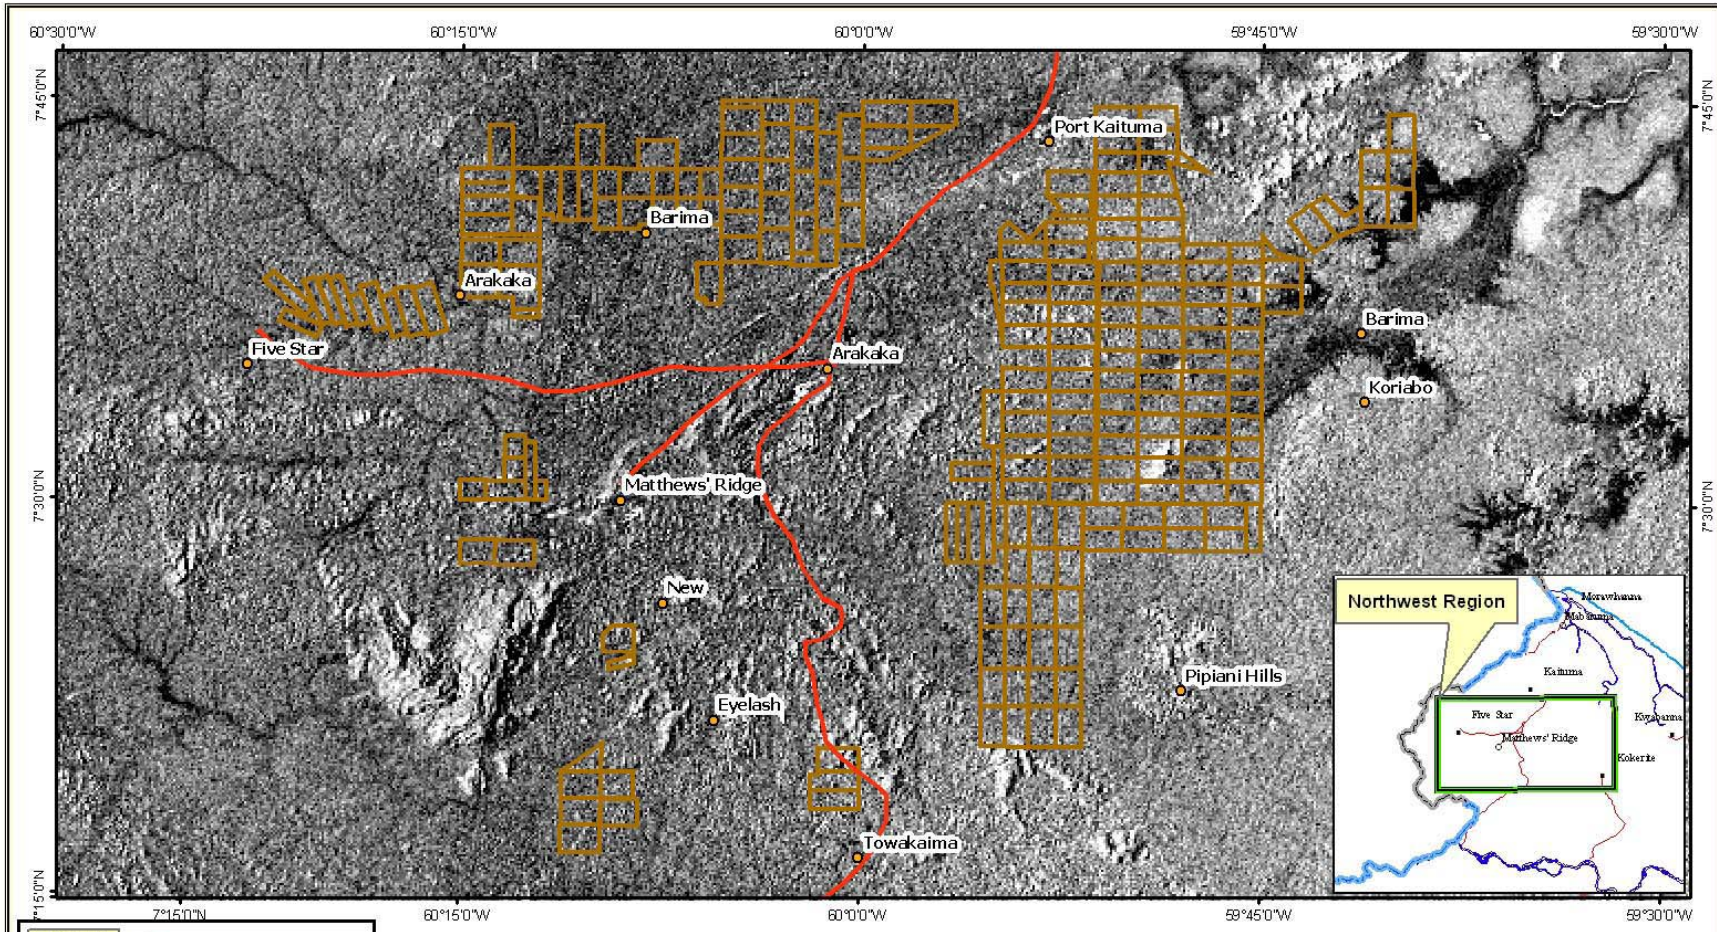 60°30'0"W
60°15'0"W
60°0'0"W
59°45'0"W
59°30'0"W
7°45'0"N
7°45'0"N
Port Kaituma
Barima
Arakaka
Barima
Five Star
Arakaka
Koriabo
Matthews' Ridge
7°30'0"N
7°30'0"N
New
Northwest Region
Morawhanna
Mabaruma
Kaituma
Pipiani Hills
Eyelash
Five Star
Kwabanna
Matthews' Ridge
Kokerite
Towakaima
7°15'0"N
7°15'0"N
60°15'0"W
60°0'0"W
59°45'0"W
59°30'0"W